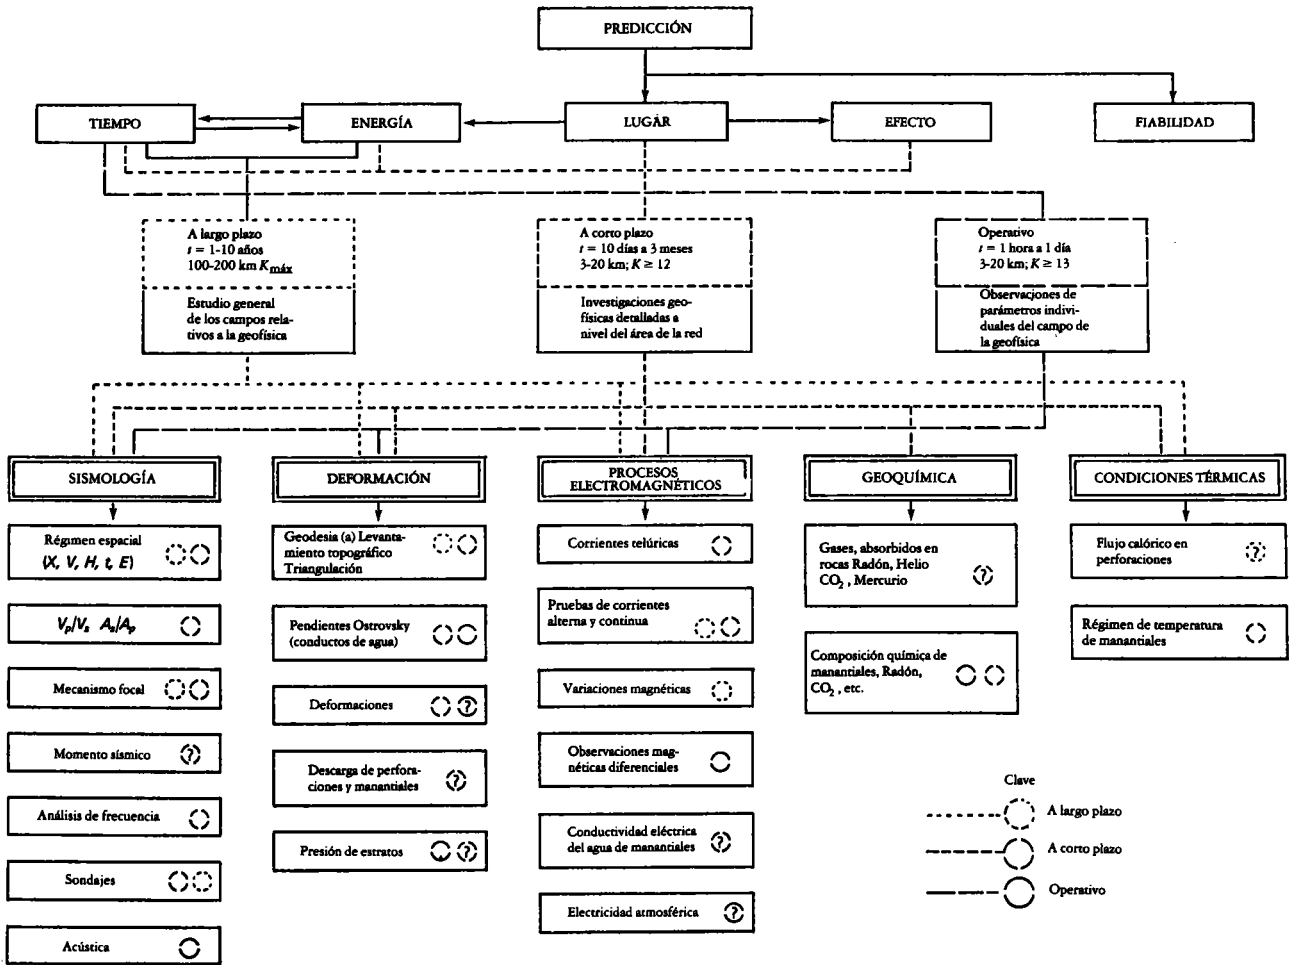 PREDICCIÓN
TIEMPO
ENERGÍA
LUGAR
EFECTO
FIABILIDAD
A largo plazo
t = 1-10 años
100-200 km Kmáx
Estudio general
de los campos rela-
tivos a la geofísica
A corto plazo
t = 10 días a 3 meses
3-20 km; K ≥ 12
Investigaciones geo-
físicas detalladas a
nivel del área de la red
Operativo
t = 1 hora a 1 día
3-20 km; K ≥ 13
Observaciones de
parámetros indivi-
duales del campo de
la geofísica
SISMOLOGÍA
Régimen espacial
(X, V, H, t, E)
Vp/Vs As/Ap
Mecanismo focal
Momento sísmico ?
Análisis de frecuencia
Sondajes
Acústica
DEFORMACIÓN
Geodesia (a) Levanta-
miento topográfico
Triangulación
Pendientes Ostrovsky
(conductos de agua)
Deformaciones ?
Descarga de perfora-
ciones y manantiales ?
Presión de estratos ?
PROCESOS
ELECTROMAGNÉTICOS
Corrientes telúricas
Pruebas de corrientes
alterna y continua
Variaciones magnéticas
Observaciones mag-
néticas diferenciales
Conductividad eléctrica
del agua de manantiales ?
Electricidad atmosférica ?
GEOQUÍMICA
Gases, absorbidos en
rocas Radón, Helio
CO2 , Mercurio ?
Composición química de
manantiales, Radón,
CO2 , etc.
CONDICIONES TÉRMICAS
Flujo calórico en
perforaciones ?
Régimen de temperatura
de manantiales
Clave
A largo plazo
A corto plazo
Operativo